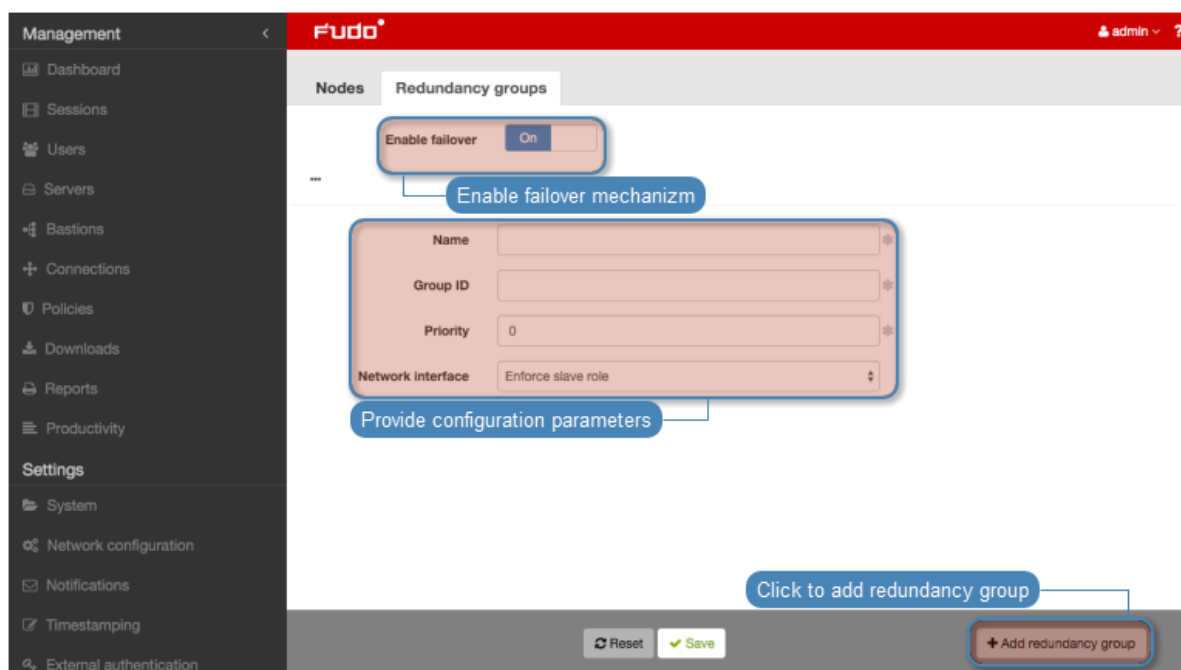 Management <
FUDO
admin
?
Dashboard
Sessions
Users
Servers
Bastions
Connections
Policies
Downloads
Reports
Productivity
Settings
System
Network configuration
Notifications
Timestamping
External authentication
Nodes
Redundancy groups
Enable failover
On
Enable failover mechanizm
...
Name
*
Group ID
*
Priority
0
*
Network interface
Enforce slave role
Provide configuration parameters
Click to add redundancy group
Reset
Save
+ Add redundancy group